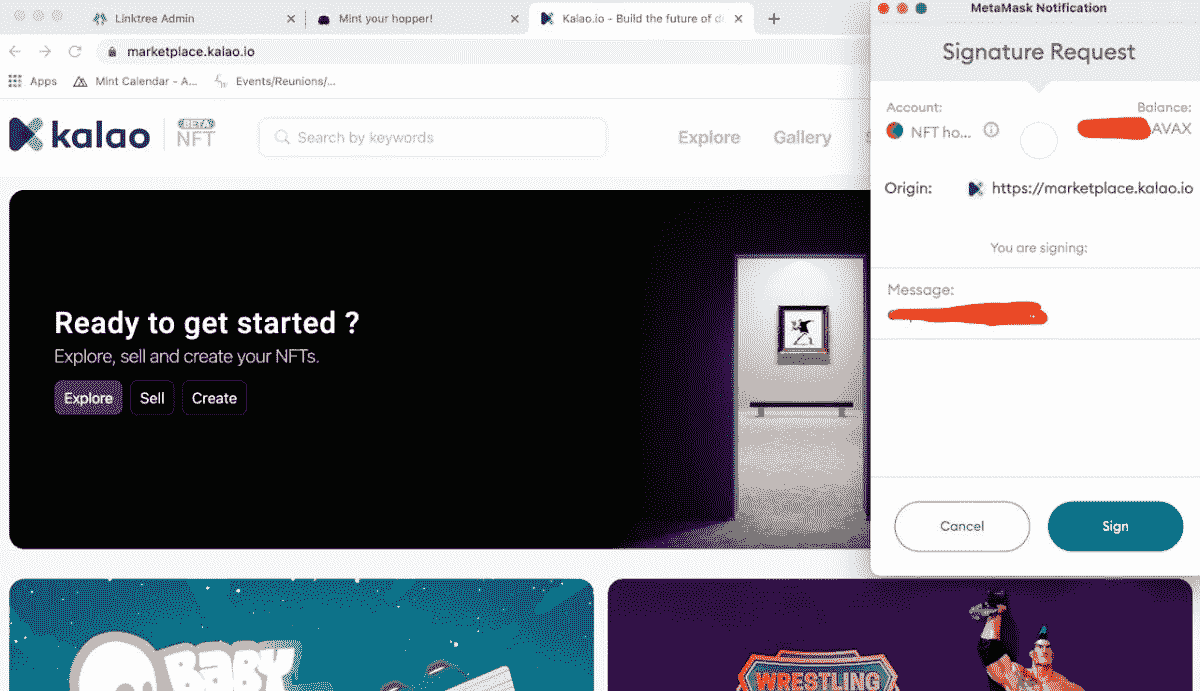 Linktree Admin
Mint your hopper!
Kalao.io - Build the future of d
marketplace.kalao.io
Apps
Mint Calendar - A...
Events/Reunions/...
kalao
BETA
NFT
Search by keywords
Explore
Gallery
Ready to get started ?
Explore, sell and create your NFTs.
Explore
Sell
Create
BABY
WRESTLING
MetaMask Notification
Signature Request
Account:
Balance:
NFT ho...
AVAX
Origin:
https://marketplace.kalao.io
You are signing:
Message:
Cancel
Sign